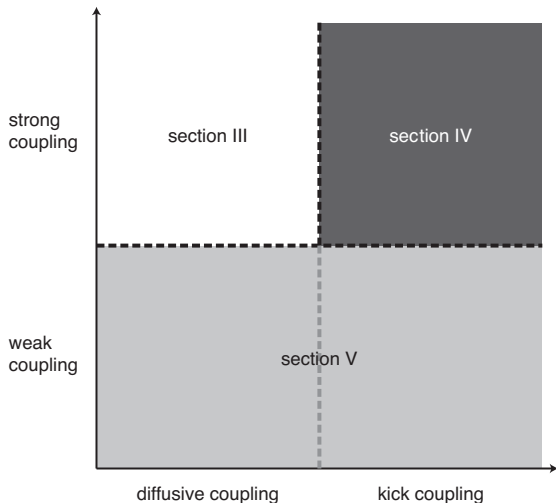 strong
coupling
section III
section IV
weak
coupling
section V
diffusive coupling
kick coupling